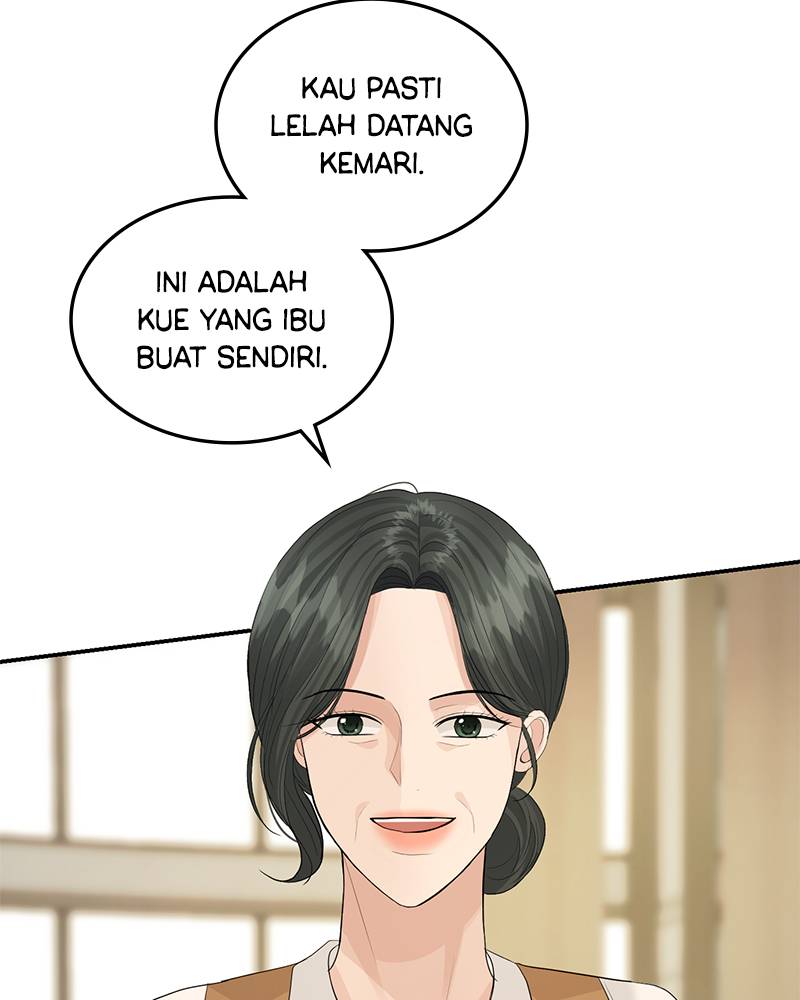 KAU PASTI
LELAH DATANG
KEMARI.
INI ADALAH
KUE YANG IBU
BUAT SENDIRI.